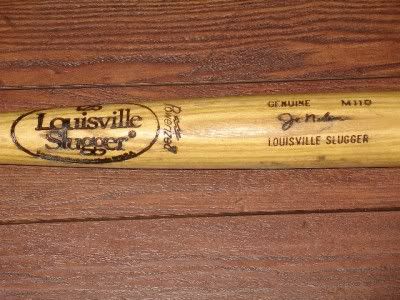 Louisville
Slugger®
Powerized
GENUINE M110
LOUISVILLE SLUGGER